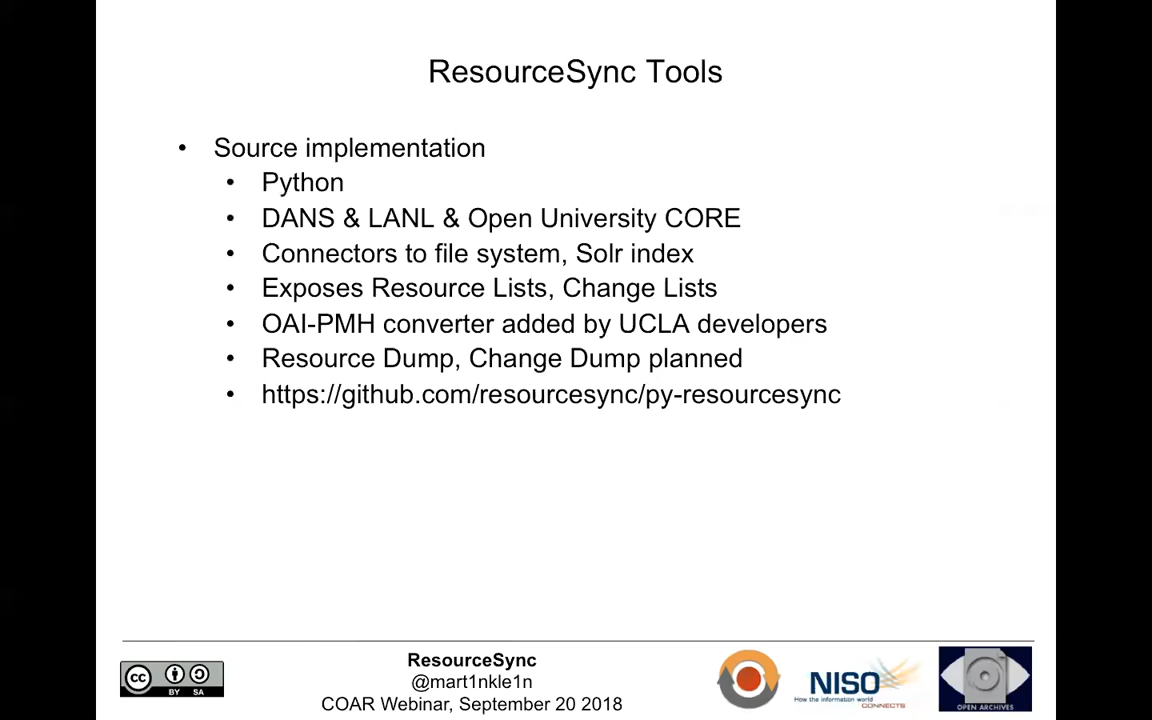 ResourceSync Tools
• Source implementation
• Python
• DANS & LANL & Open University CORE
• Connectors to file system, Solr index
• Exposes Resource Lists, Change Lists
• OAI-PMH converter added by UCLA developers
• Resource Dump, Change Dump planned
• https://github.com/resourcesync/py-resourcesync
cc
BY SA
ResourceSync
@mart1nkle1n
COAR Webinar, September 20 2018
NISO
How the information world
CONNECTS
OPEN ARCHIVES